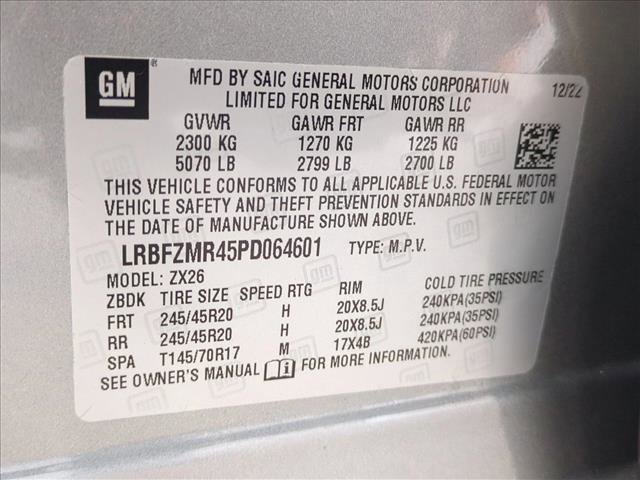 GM
MFD BY SAIC GENERAL MOTORS CORPORATION
LIMITED FOR GENERAL MOTORS LLC
12/22
GVWR GAWR FRT GAWR RR
2300 KG 1270 KG 1225 KG
5070 LB 2799 LB 2700 LB
THIS VEHICLE CONFORMS TO ALL APPLICABLE U.S. FEDERAL MOTOR
VEHICLE SAFETY AND THEFT PREVENTION STANDARDS IN EFFECT ON
THE DATE OF MANUFACTURE SHOWN ABOVE.
LRBFZMR45PD064601 TYPE: M.P.V.
MODEL: ZX26
ZBDK TIRE SIZE SPEED RTG RIM COLD TIRE PRESSURE
FRT 245/45R20 H 20X8.5J 240KPA(35PSI)
RR 245/45R20 H 20X8.5J 240KPA(35PSI)
SPA T145/70R17 M 17X4B 420KPA(60PSI)
SEE OWNER'S MANUAL FOR MORE INFORMATION